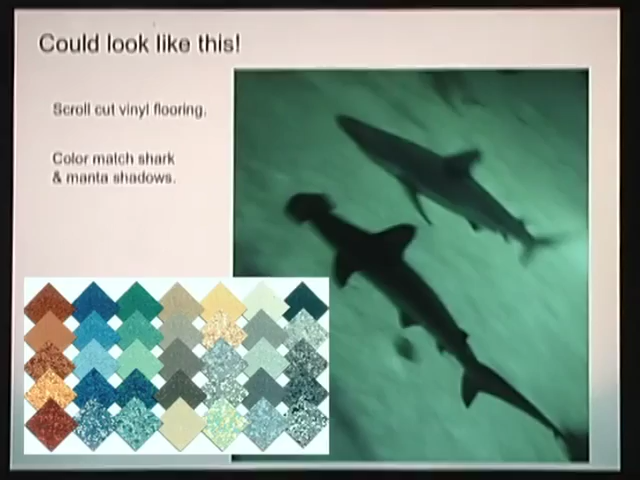 Could look like this!
Scroll cut vinyl flooring.
Color match shark
& manta shadows.